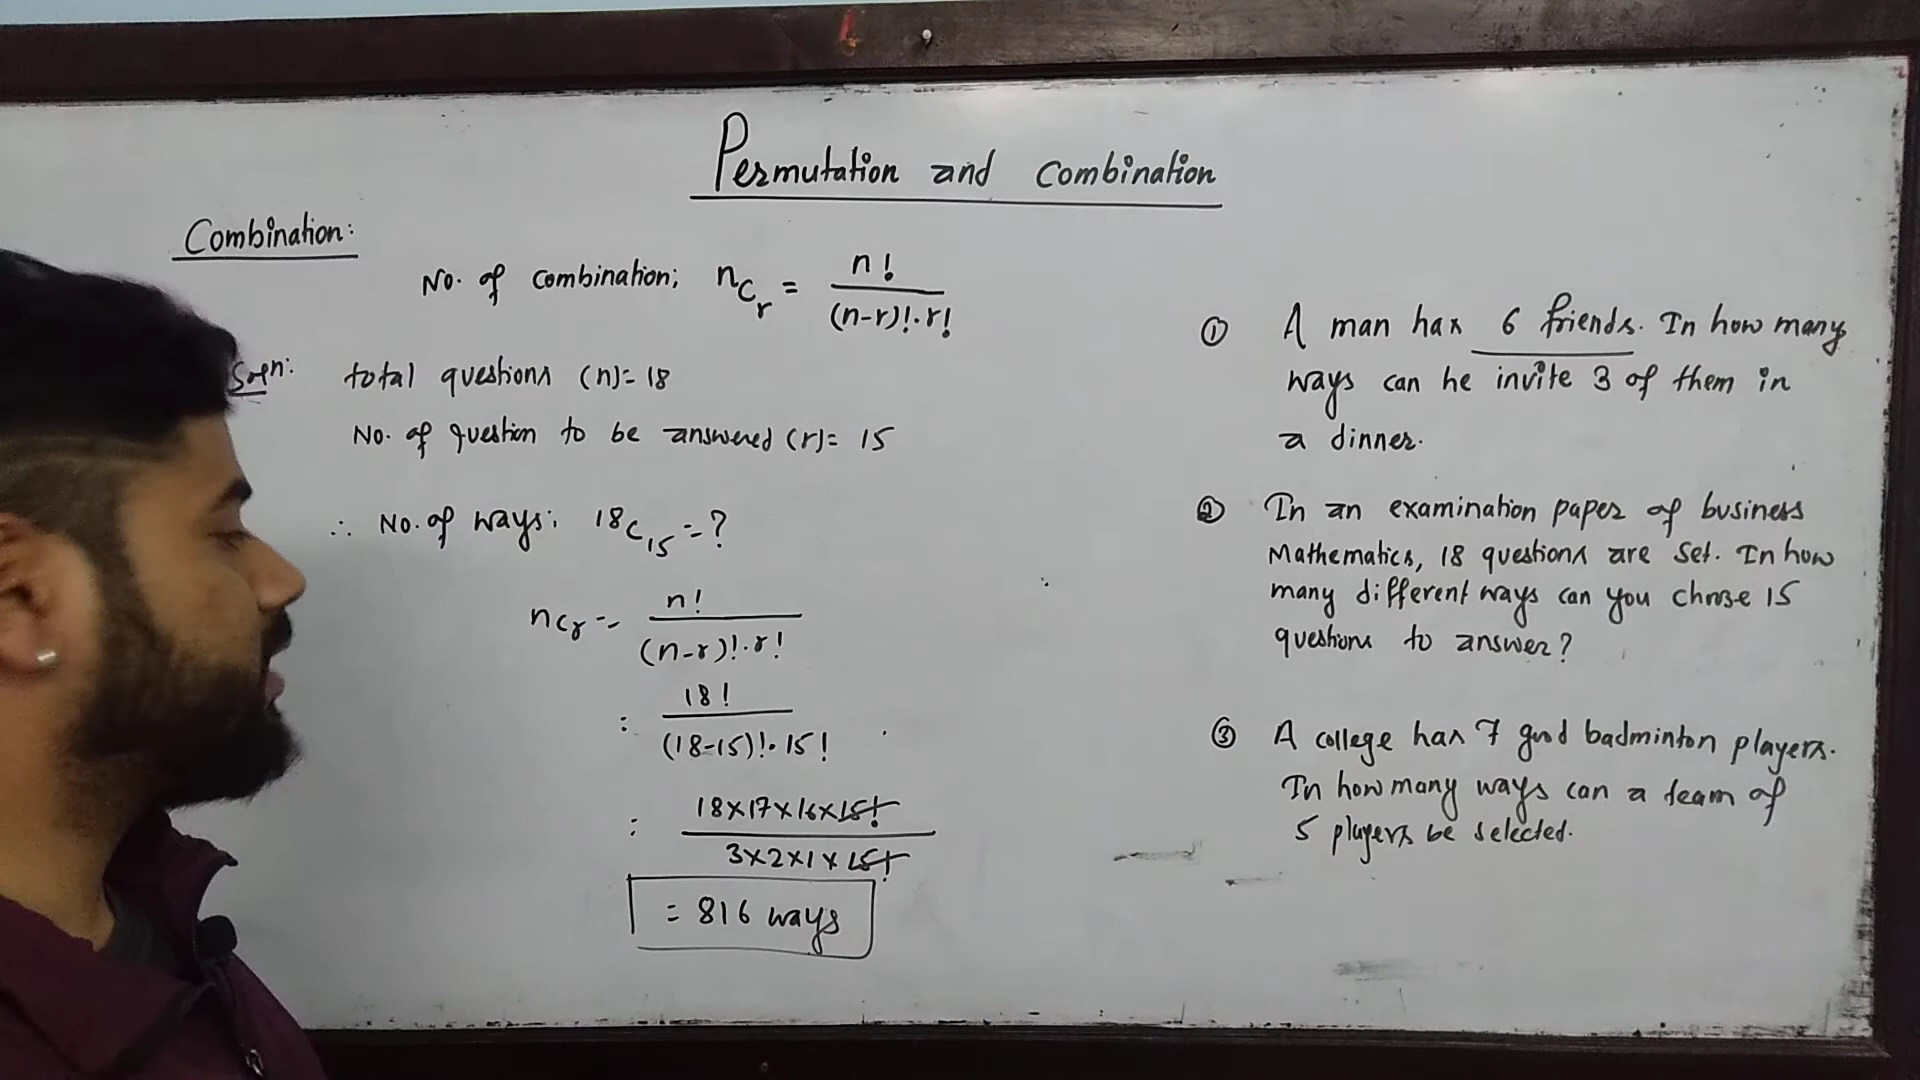 Permutation and combination
Combination:
No. of combination; nCr = n! / (n-r)!.r!
Soln: total questions (n)= 18
No. of question to be answered (r)= 15
∴ No. of ways: 18C15 = ?
nCr = n! / (n-r)!.r!
: 18! / (18-15)!.15!
: 18×17×16×15! / 3×2×1×15!
= 816 ways
① A man has 6 friends. In how many
ways can he invite 3 of them in
a dinner.
② In an examination paper of business
Mathematics, 18 questions are set. In how
many different ways can you choose 15
questions to answer?
③ A college has 7 good badminton players.
In how many ways can a team of
5 players be selected.